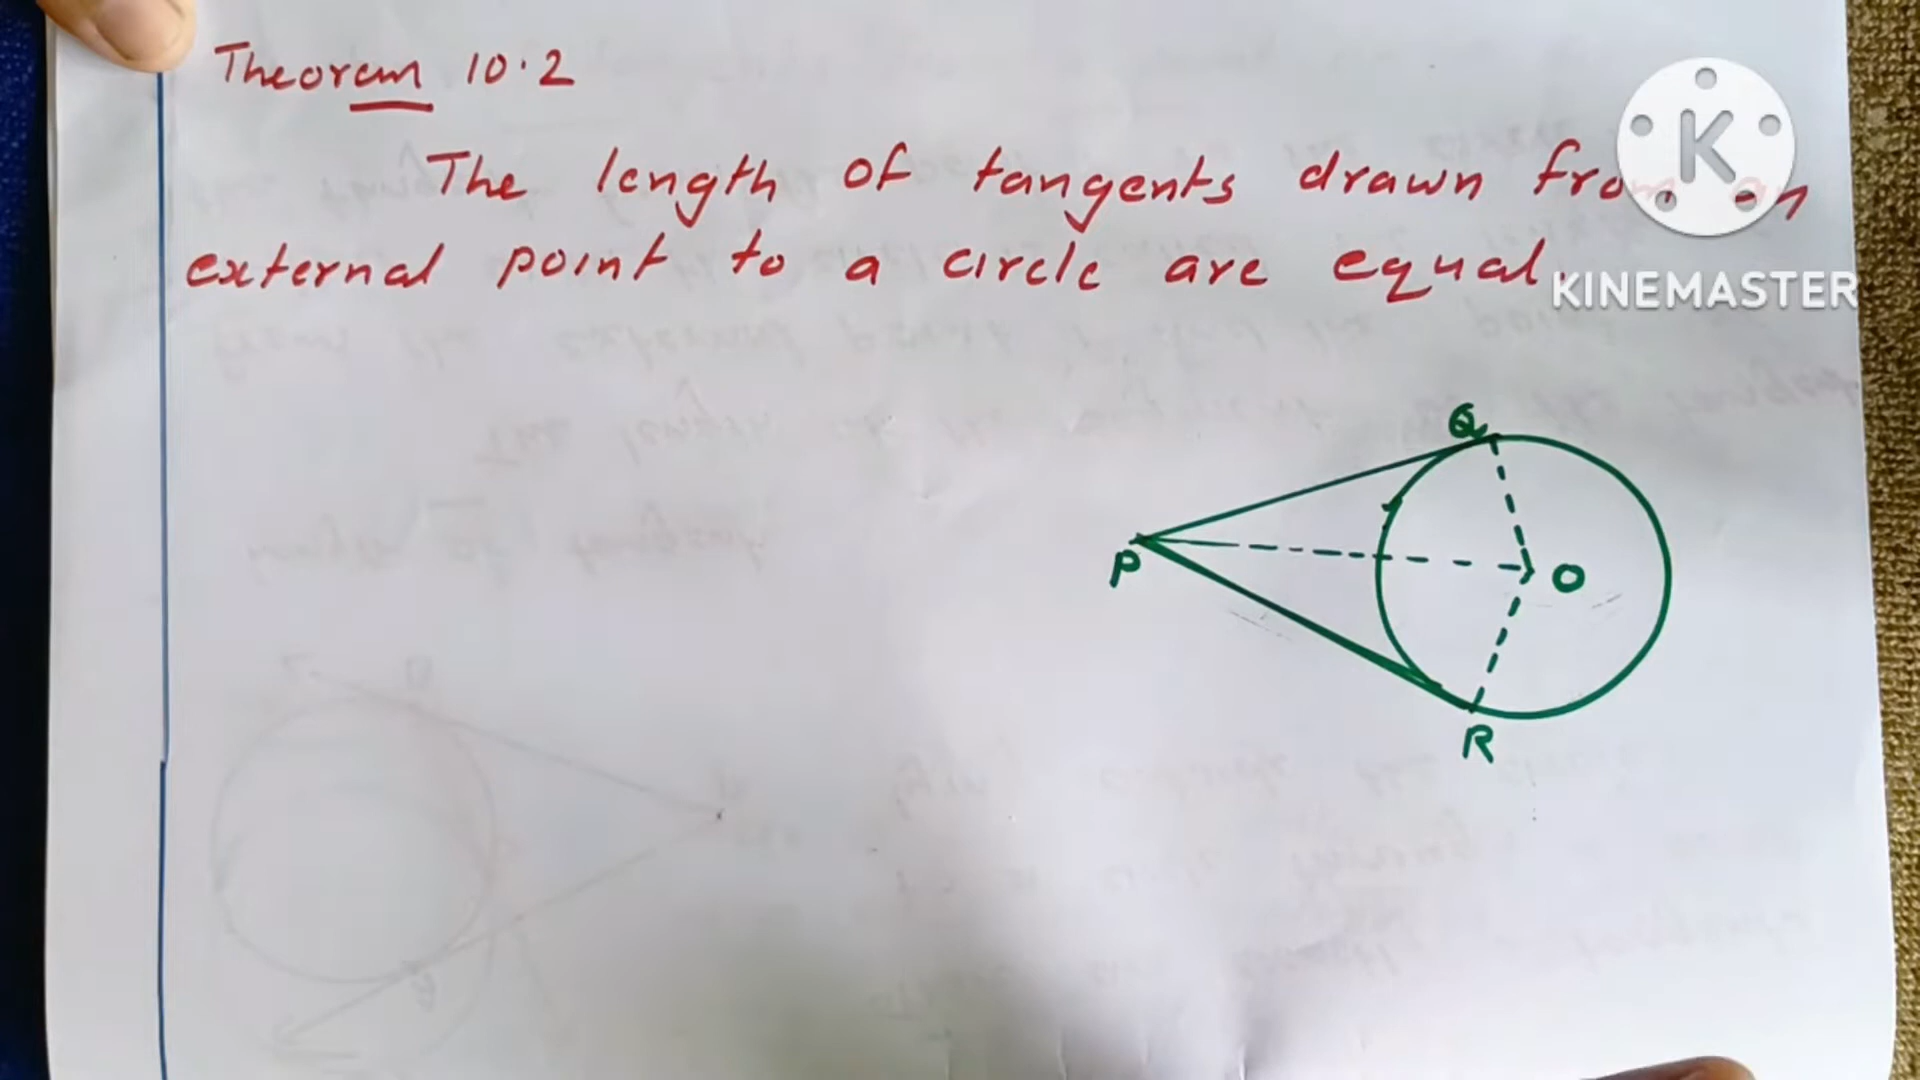 Theorem 10.2
The length of tangents drawn from an
external point to a circle are equal.
K
KINEMASTER
Q
P
O
R